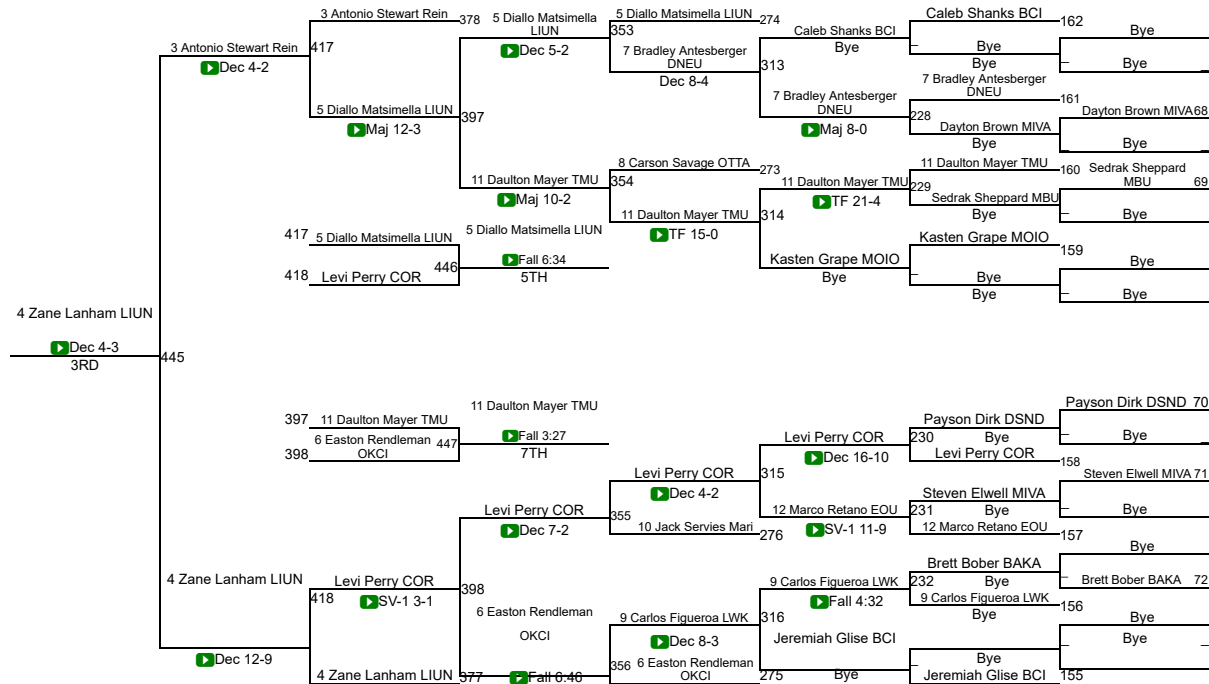 3 Antonio Stewart Rein
378
5 Diallo Matsimella
LIUN
5 Diallo Matsimella LIUN
274
Caleb Shanks BCI
162
Bye
3 Antonio Stewart Rein
417
Dec 4-2
Dec 5-2
353
7 Bradley Antesberger
DNEU
Dec 8-4
Caleb Shanks BCI
Bye
Bye
Bye
Bye
313
5 Diallo Matsimella LIUN
Maj 12-3
397
7 Bradley Antesberger
DNEU
Maj 8-0
7 Bradley Antesberger
DNEU
161
228
Dayton Brown MIVA
Bye
Dayton Brown MIVA 68
Bye
11 Daulton Mayer TMU
Maj 10-2
8 Carson Savage OTTA
273
354
11 Daulton Mayer TMU
TF 15-0
11 Daulton Mayer TMU
TF 21-4
314
11 Daulton Mayer TMU
160
229
Sedrak Sheppard MBU
Bye
Sedrak Sheppard
MBU 69
Bye
417
5 Diallo Matsimella LIUN
418
Levi Perry COR
446
5 Diallo Matsimella LIUN
Fall 6:34
5TH
Kasten Grape MOIO
Bye
Kasten Grape MOIO
159
Bye
Bye
Bye
4 Zane Lanham LIUN
Dec 4-3
3RD
445
397
11 Daulton Mayer TMU
398
6 Easton Rendleman
OKCI
447
11 Daulton Mayer TMU
Fall 3:27
7TH
Payson Dirk DSND 70
Payson Dirk DSND
230
Bye
Bye
Levi Perry COR
158
Levi Perry COR
Dec 16-10
Levi Perry COR
Dec 4-2
315
Steven Elwell MIVA 71
Steven Elwell MIVA
231
Bye
Bye
12 Marco Retano EOU
157
12 Marco Retano EOU
SV-1 11-9
Levi Perry COR
Dec 7-2
355
10 Jack Servies Mari
276
Bye
Brett Bober BAKA
232
Bye
Brett Bober BAKA 72
9 Carlos Figueroa LWK
156
Bye
9 Carlos Figueroa LWK
Fall 4:32
4 Zane Lanham LIUN
418
Levi Perry COR
SV-1 3-1
398
6 Easton Rendleman
OKCI
9 Carlos Figueroa LWK
Dec 8-3
316
Jeremiah Glise BCI
Bye
Bye
Bye
Dec 12-9
4 Zane Lanham LIUN
377
Fall 6:46
356
6 Easton Rendleman
OKCI
275
Bye
Jeremiah Glise BCI
155